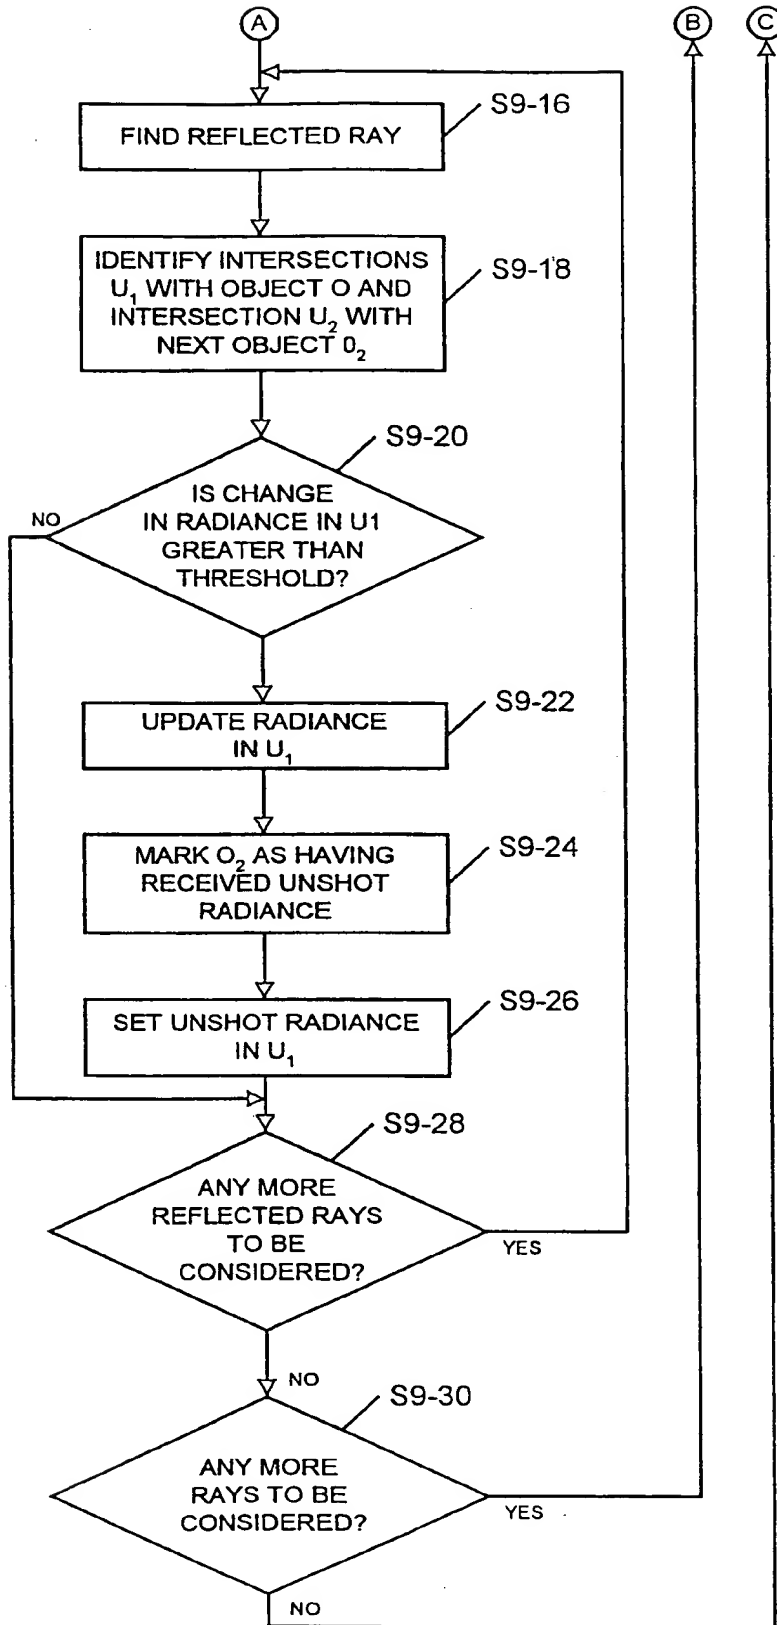 A
B
C
S9-16
FIND REFLECTED RAY
IDENTIFY INTERSECTIONS
U₁ WITH OBJECT O AND
INTERSECTION U₂ WITH
NEXT OBJECT 0₂
S9-18
S9-20
IS CHANGE
IN RADIANCE IN U1
GREATER THAN
THRESHOLD?
NO
S9-22
UPDATE RADIANCE
IN U₁
S9-24
MARK O₂ AS HAVING
RECEIVED UNSHOT
RADIANCE
S9-26
SET UNSHOT RADIANCE
IN U₁
S9-28
ANY MORE
REFLECTED RAYS
TO BE
CONSIDERED?
YES
NO
S9-30
ANY MORE
RAYS TO BE
CONSIDERED?
YES
NO